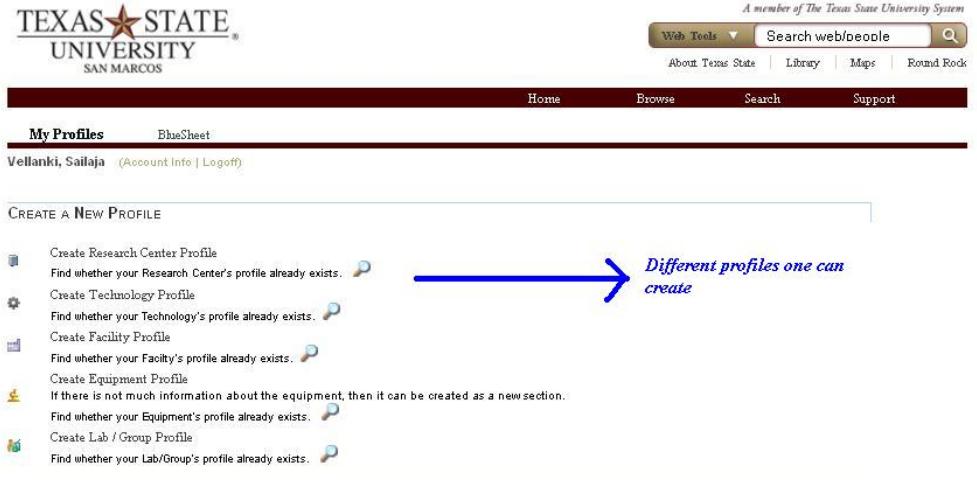 A member of The Texas State University System
TEXAS STATE
UNIVERSITY
SAN MARCOS
®
Web Tools ▼
Search web/people
About Texas State | Library | Maps | Round Rock
Home Browse Search Support
My Profiles BlueSheet
Vellanki, Sailaja (Account Info | Logoff)
CREATE A NEW PROFILE
Create Research Center Profile
Find whether your Research Center's profile already exists.
Create Technology Profile
Find whether your Technology's profile already exists.
Create Facility Profile
Find whether your Facilty's profile already exists.
Create Equipment Profile
If there is not much information about the equipment, then it can be created as a new section.
Find whether your Equipment's profile already exists.
Create Lab / Group Profile
Find whether your Lab/Group's profile already exists.
Different profiles one can
create